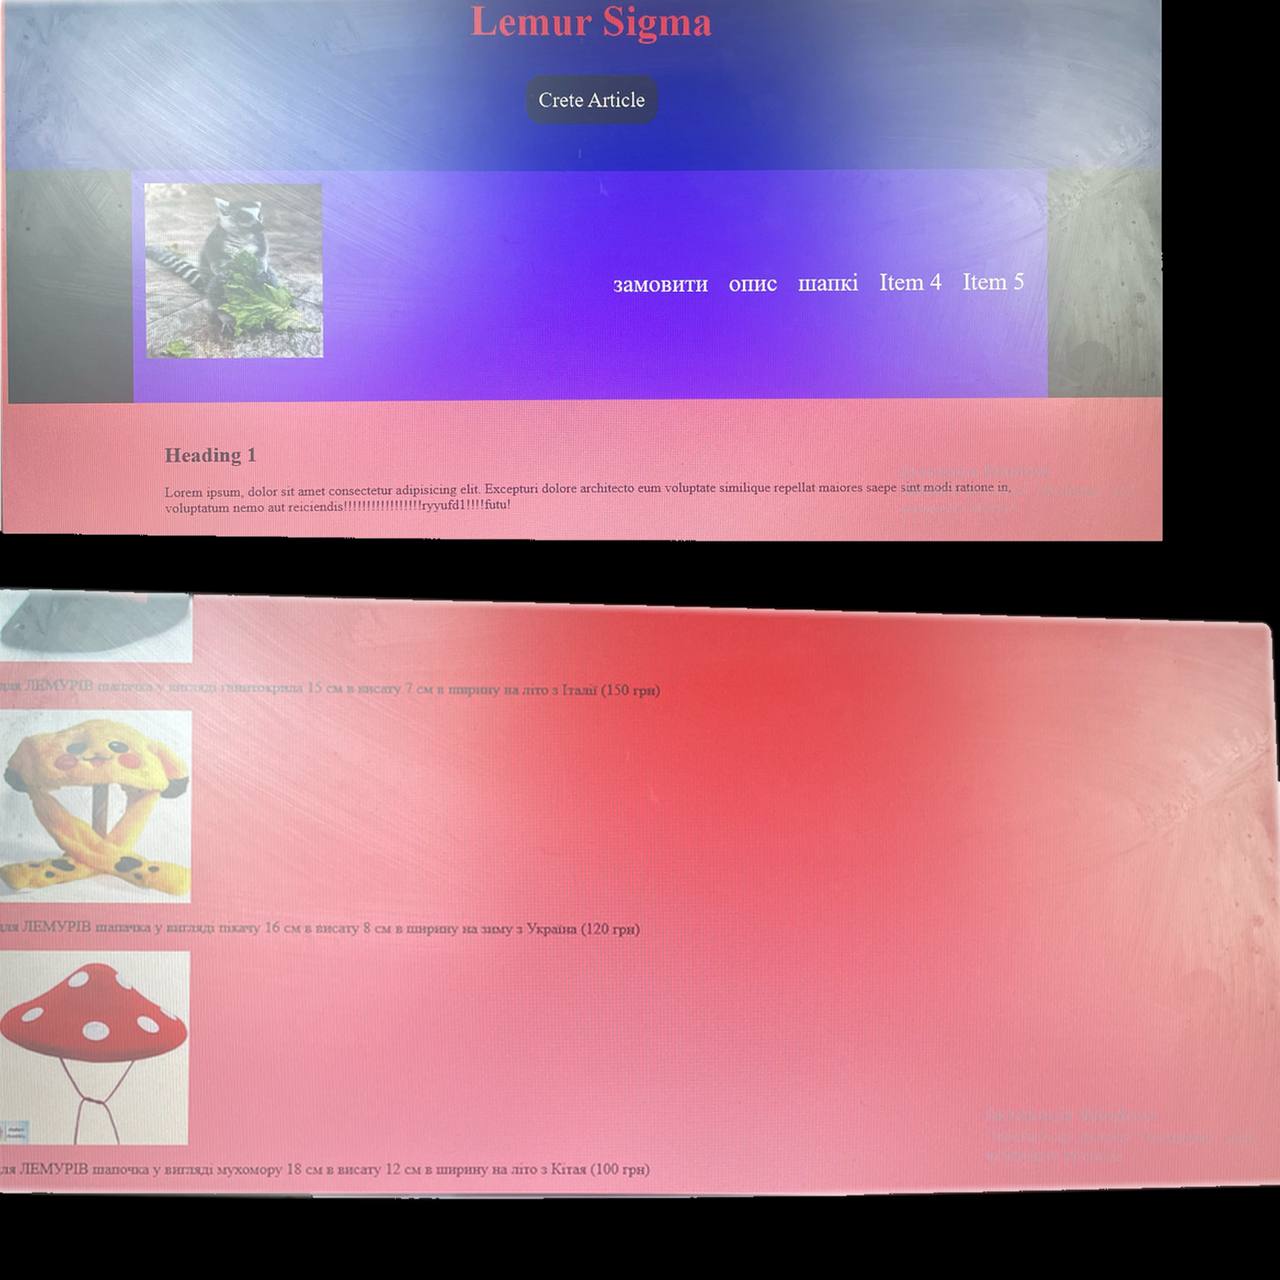 Lemur Sigma
Crete Article
замовити опис шапкі Item 4 Item 5
Heading 1
Lorem ipsum, dolor sit amet consectetur adipisicing elit. Excepturi dolore architecto eum voluptate similique repellat maiores saepe sint modi ratione in,
voluptatum nemo aut reiciendis!!!!!!!!!!!!!!!!!ryyufd1!!!!futu!
для ЛЕМУРІВ шапачка у вигляді 15 см в висату 7 см в ширину на літо з Італії (150 грн)
для ЛЕМУРІВ шапачка у вигляді пікачу 16 см в висату 8 см в ширину на зиму з Україна (120 грн)
для ЛЕМУРІВ шапочка у вигляді мухомору 18 см в висату 12 см в ширину на літо з Кітая (100 грн)